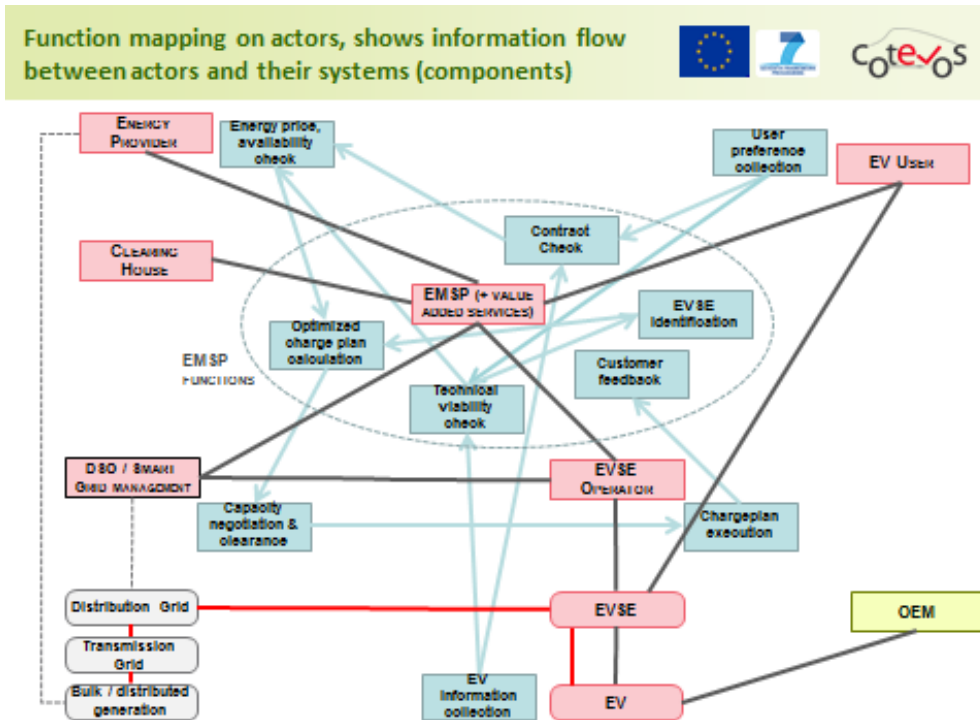 Function mapping on actors, shows information flow
between actors and their systems (components)
7
COTEVOS
ENERGY
PROVIDER
Energy price,
availability
check
User
preference
collection
EV USER
Contract
Check
CLEARING
HOUSE
EMSP (+ VALUE
ADDED SERVICES)
EVSE
Identification
Optimized
charge plan
calculation
EMSP
FUNCTIONS
Customer
feedback
Technical
viability
check
DSO / SMART
GRID MANAGEMENT
EVSE
OPERATOR
Capacity
negotiation &
clearance
Chargeplan
execution
Distribution Grid
EVSE
OEM
Transmission
Grid
Bulk / distributed
generation
EV
Information
collection
EV